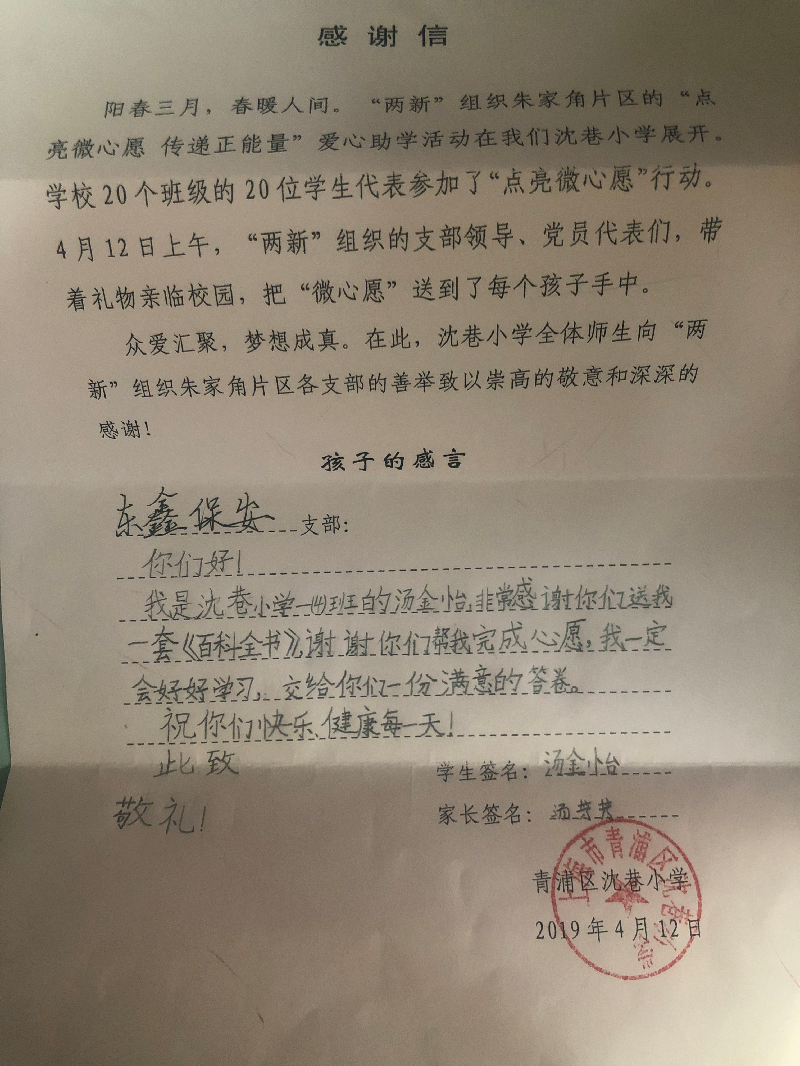 感谢信
阳春三月，春暖人间。“两新”组织朱家角片区的“点
亮微心愿 传递正能量”爱心助学活动在我们沈巷小学展开。
学校20个班级的20位学生代表参加了“点亮微心愿”行动。
4月12日上午，“两新”组织的支部领导、党员代表们，带
着礼物亲临校园，把“微心愿”送到了每个孩子手中。
众爱汇聚，梦想成真。在此，沈巷小学全体师生向“两
新”组织朱家角片区各支部的善举致以崇高的敬意和深深的
感谢！
孩子的感言
东鑫保安支部：
你们好！
我是沈巷小学一(4)班的汤金怡，非常感谢你们送我
一套《百科全书》，谢谢你们帮我完成心愿，我一定
会好好学习，交给你们一份满意的答卷。
祝你们快乐、健康每一天！
此致
学生签名：汤金怡
敬礼！
家长签名：汤
上海市青浦区沈巷小学
青浦区沈巷小学
2019年4月12日